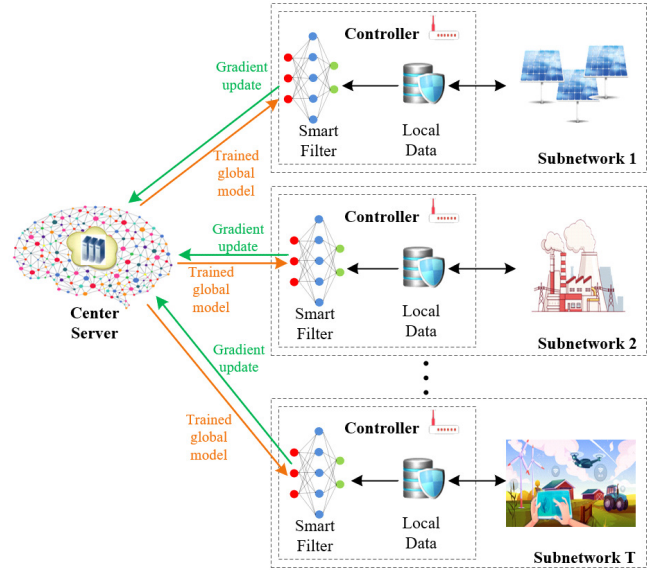 Controller
Gradient
update
Smart
Filter
Local
Data
Trained
global
model
Subnetwork 1
Controller
Gradient
update
Trained
global
model
Smart
Filter
Local
Data
Center
Server
Subnetwork 2
Gradient
update
Controller
Trained
global
model
Smart
Filter
Local
Data
Subnetwork T